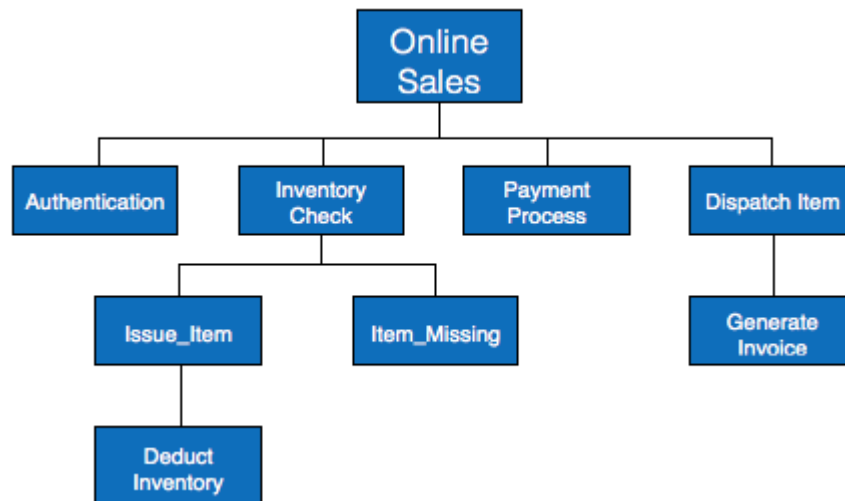 Online
Sales
Authentication
Inventory
Check
Payment
Process
Dispatch Item
Issue_Item
Item_Missing
Generate
Invoice
Deduct
Inventory